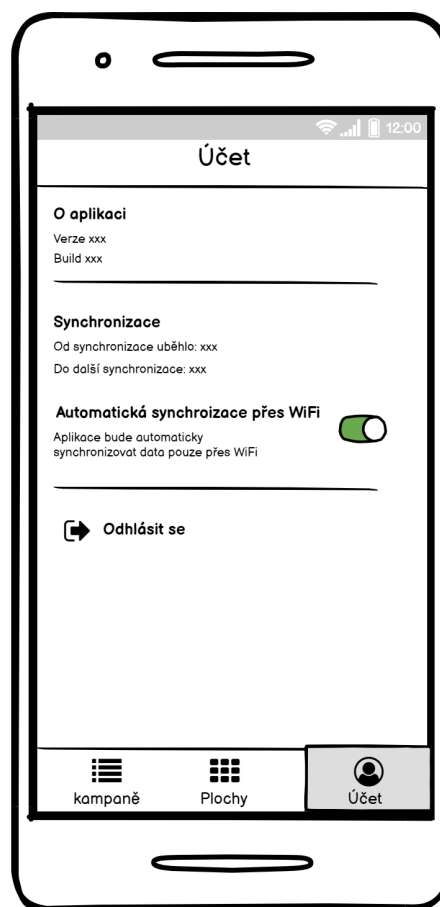 12:00
Účet
O aplikaci
Verze xxx
Build xxx
Synchronizace
Od synchronizace uběhlo: xxx
Do další synchronizace: xxx
Automatická synchroizace přes WiFi
Aplikace bude automaticky
synchronizovat data pouze přes WiFi
Odhlásit se
kampaně
Plochy
Účet